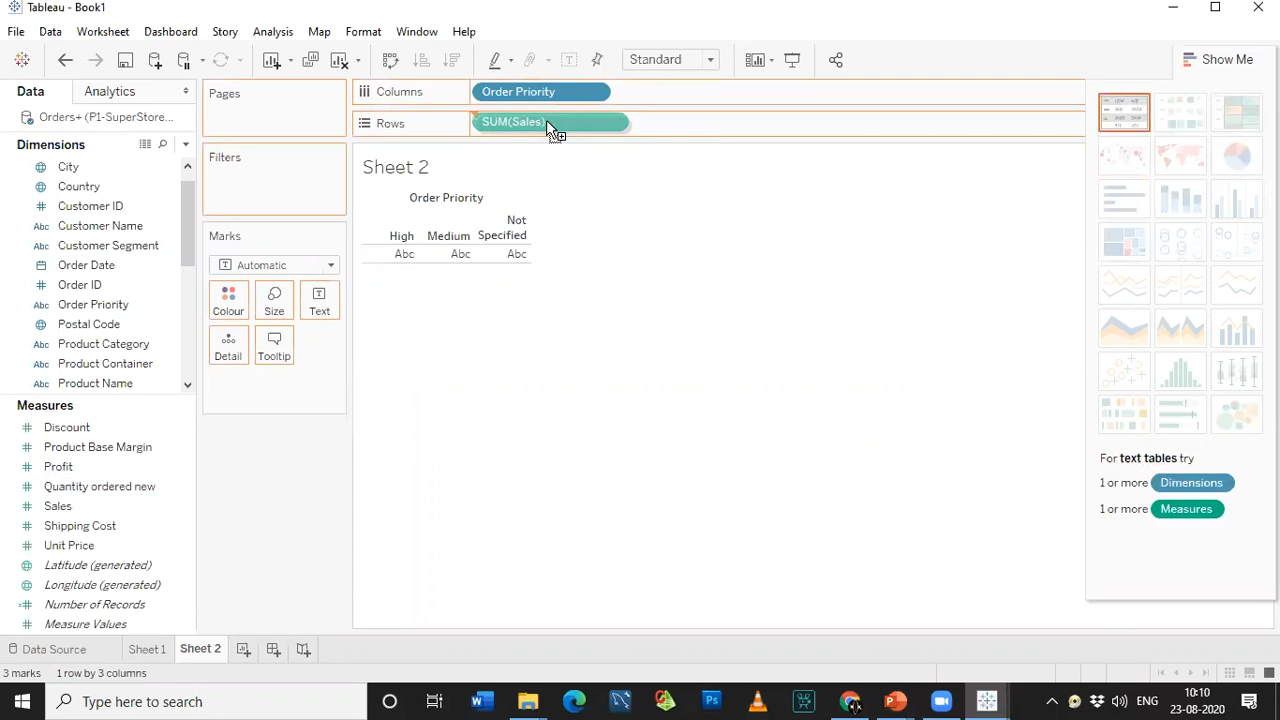 Tableau - Book1
File Data Worksheet Dashboard Story Analysis Map Format Window Help
Standard
Show Me
Data Analytics
Orders+ (P1-SuperStore...
Dimensions
City
Country
Customer ID
Abc Customer Name
Abc Customer Segment
Order Date
Order ID
Abc Order Priority
Postal Code
Abc Product Category
Abc Product Container
Abc Product Name
Measures
Discount
Product Base Margin
Profit
Quantity ordered new
Sales
Shipping Cost
Unit Price
Latitude (generated)
Longitude (generated)
Number of Records
Measure Values
Pages
Filters
Marks
Automatic
Colour Size Text
Detail Tooltip
Columns Order Priority
Rows SUM(Sales)
Sheet 2
Order Priority
High Medium Not Specified
Abc Abc Abc
For text tables try
1 or more Dimensions
1 or more Measures
Data Source Sheet 1 Sheet 2
3 marks 1 row by 3 columns
Type here to search
ENG
10:10
23-08-2020